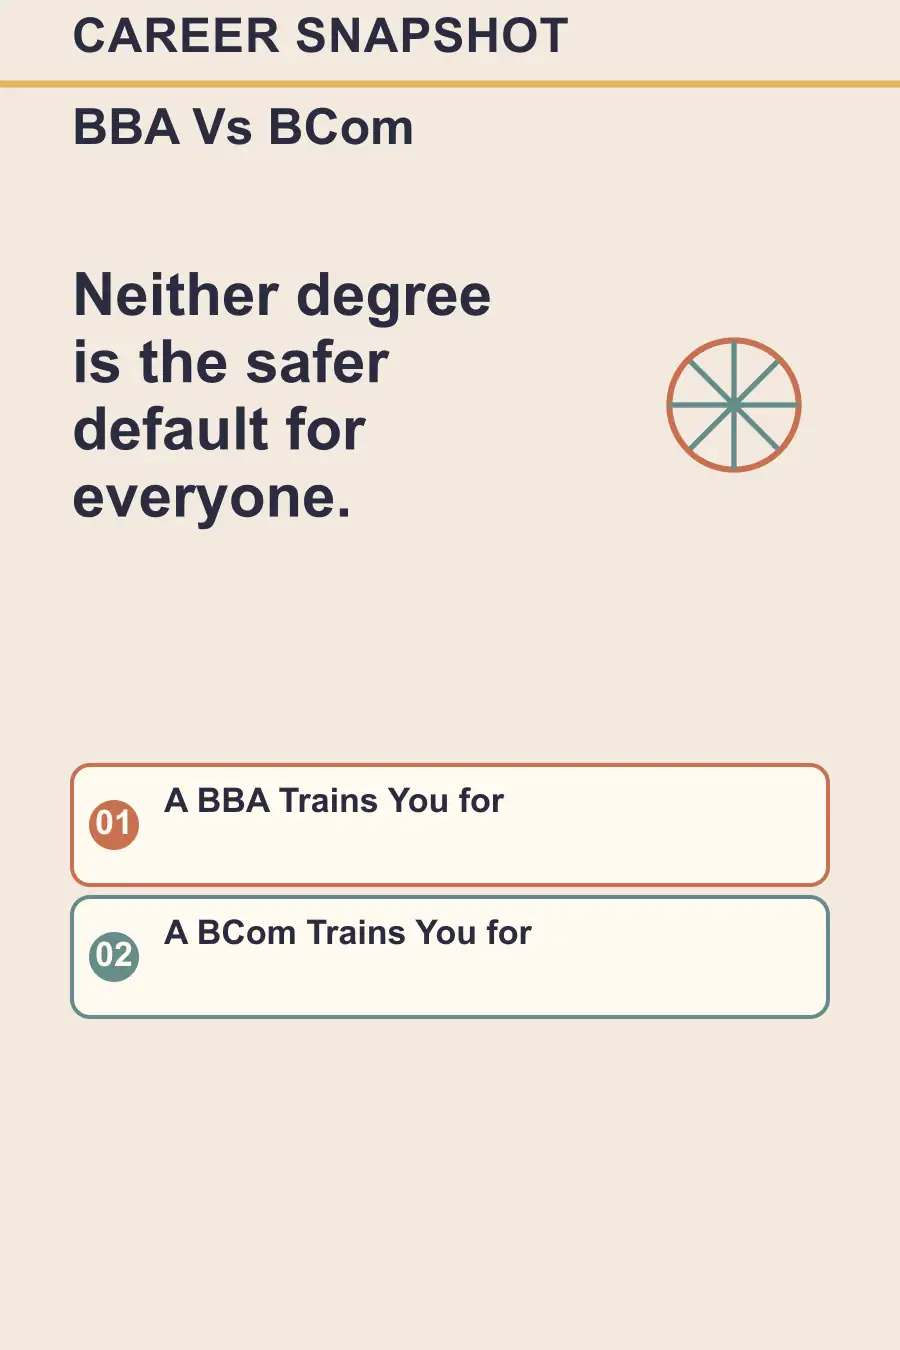 CAREER SNAPSHOT
BBA Vs BCom
Neither degree
is the safer
default for
everyone.
01
A BBA Trains You for
02
A BCom Trains You for